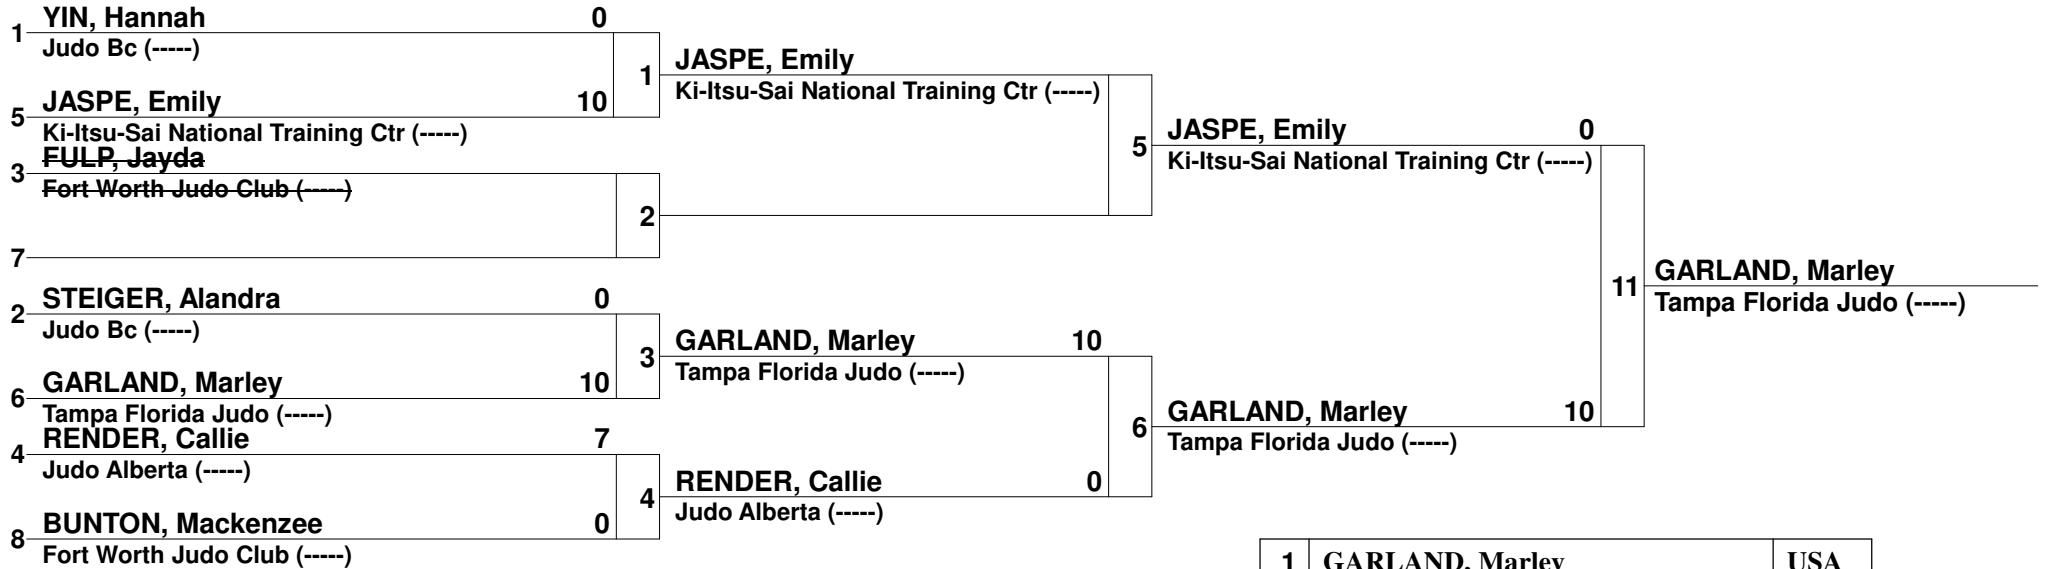 1 YIN, Hannah 0
Judo Bc (-----)
5 JASPE, Emily 10
Ki-Itsu-Sai National Training Ctr (-----)
3 FULP, Jayda
Fort Worth Judo Club (-----)
7
2 STEIGER, Alandra 0
Judo Bc (-----)
6 GARLAND, Marley 10
Tampa Florida Judo (-----)
4 RENDER, Callie 7
Judo Alberta (-----)
8 BUNTON, Mackenzee 0
Fort Worth Judo Club (-----)
1 JASPE, Emily
Ki-Itsu-Sai National Training Ctr (-----)
2
3 GARLAND, Marley 10
Tampa Florida Judo (-----)
4 RENDER, Callie 0
Judo Alberta (-----)
5 JASPE, Emily 0
Ki-Itsu-Sai National Training Ctr (-----)
6 GARLAND, Marley 10
Tampa Florida Judo (-----)
11 GARLAND, Marley
Tampa Florida Judo (-----)
1 GARLAND, Marley USA